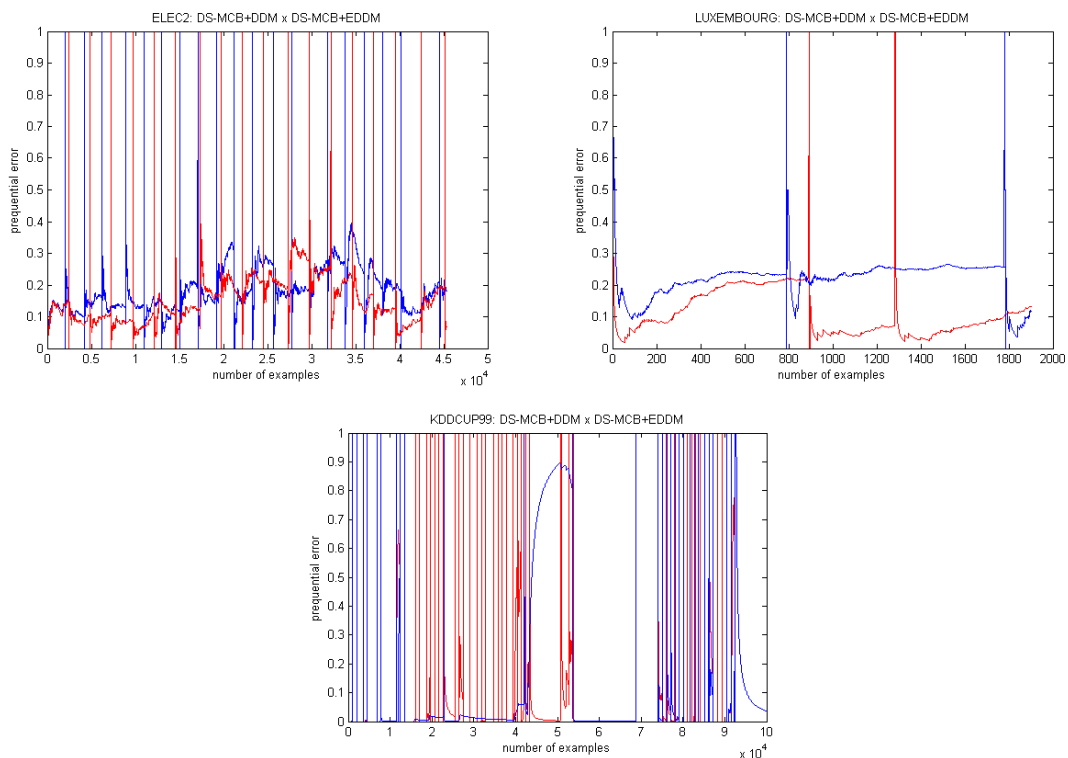 ELEC2: DS-MCB+DDM x DS-MCB+EDDM
1
0.9
0.8
0.7
0.6
0.5
0.4
0.3
0.2
0.1
0
prequential error
0 0.5 1 1.5 2 2.5 3 3.5 4 4.5 5
number of examples
x 10^4
LUXEMBOURG: DS-MCB+DDM x DS-MCB+EDDM
1
0.9
0.8
0.7
0.6
0.5
0.4
0.3
0.2
0.1
0
prequential error
0 200 400 600 800 1000 1200 1400 1600 1800 2000
number of examples
KDDCUP99: DS-MCB+DDM x DS-MCB+EDDM
1
0.9
0.8
0.7
0.6
0.5
0.4
0.3
0.2
0.1
0
prequential error
0 1 2 3 4 5 6 7 8 9 10
number of examples
x 10^4